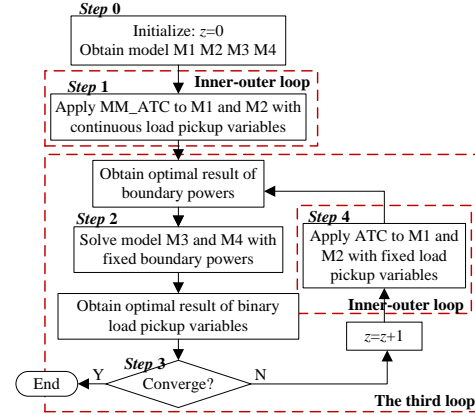 Step 0
Initialize: z=0
Obtain model M1 M2 M3 M4
Inner-outer loop
Step 1
Apply MM_ATC to M1 and M2 with
continuous load pickup variables
Obtain optimal result of
boundary powers
Step 2
Solve model M3 and M4 with
fixed boundary powers
Step 4
Apply ATC to M1 and
M2 with fixed load
pickup variables
Inner-outer loop
Obtain optimal result of binary
load pickup variables
z=z+1
Step 3
Converge?
Y
N
End
The third loop